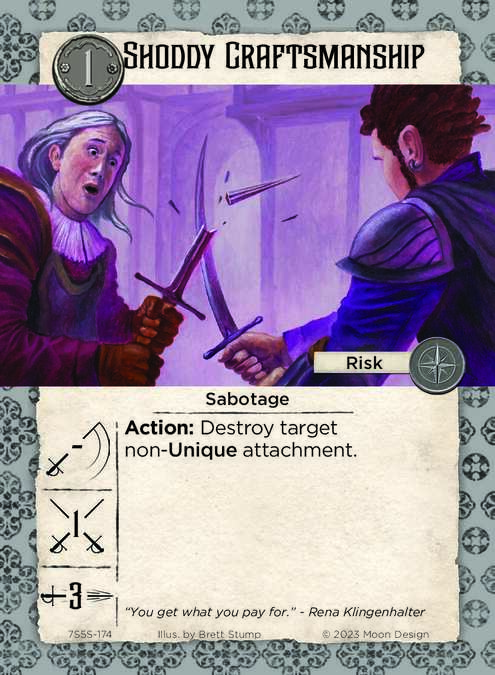 1 SHODDY CRAFTSMANSHIP
Risk
Sabotage
Action: Destroy target
non-Unique attachment.
-
1
+3
"You get what you pay for." - Rena Klingenhalter
7S5S-174 Illus. by Brett Stump © 2023 Moon Design